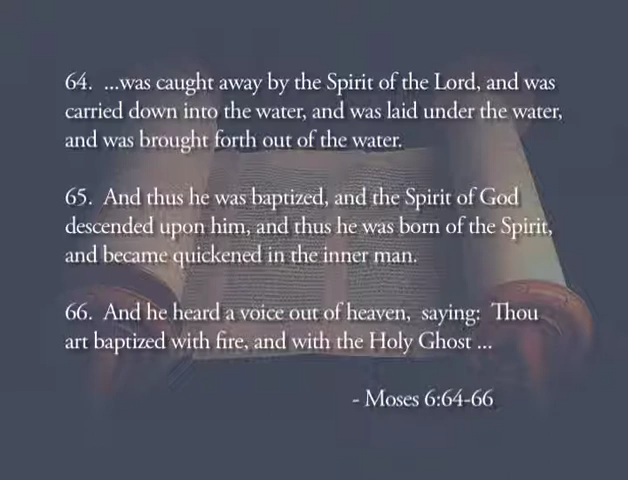 64. ...was caught away by the Spirit of the Lord, and was
carried down into the water, and was laid under the water,
and was brought forth out of the water.
65. And thus he was baptized, and the Spirit of God
descended upon him, and thus he was born of the Spirit,
and became quickened in the inner man.
66. And he heard a voice out of heaven, saying: Thou
art baptized with fire, and with the Holy Ghost ...
- Moses 6:64-66